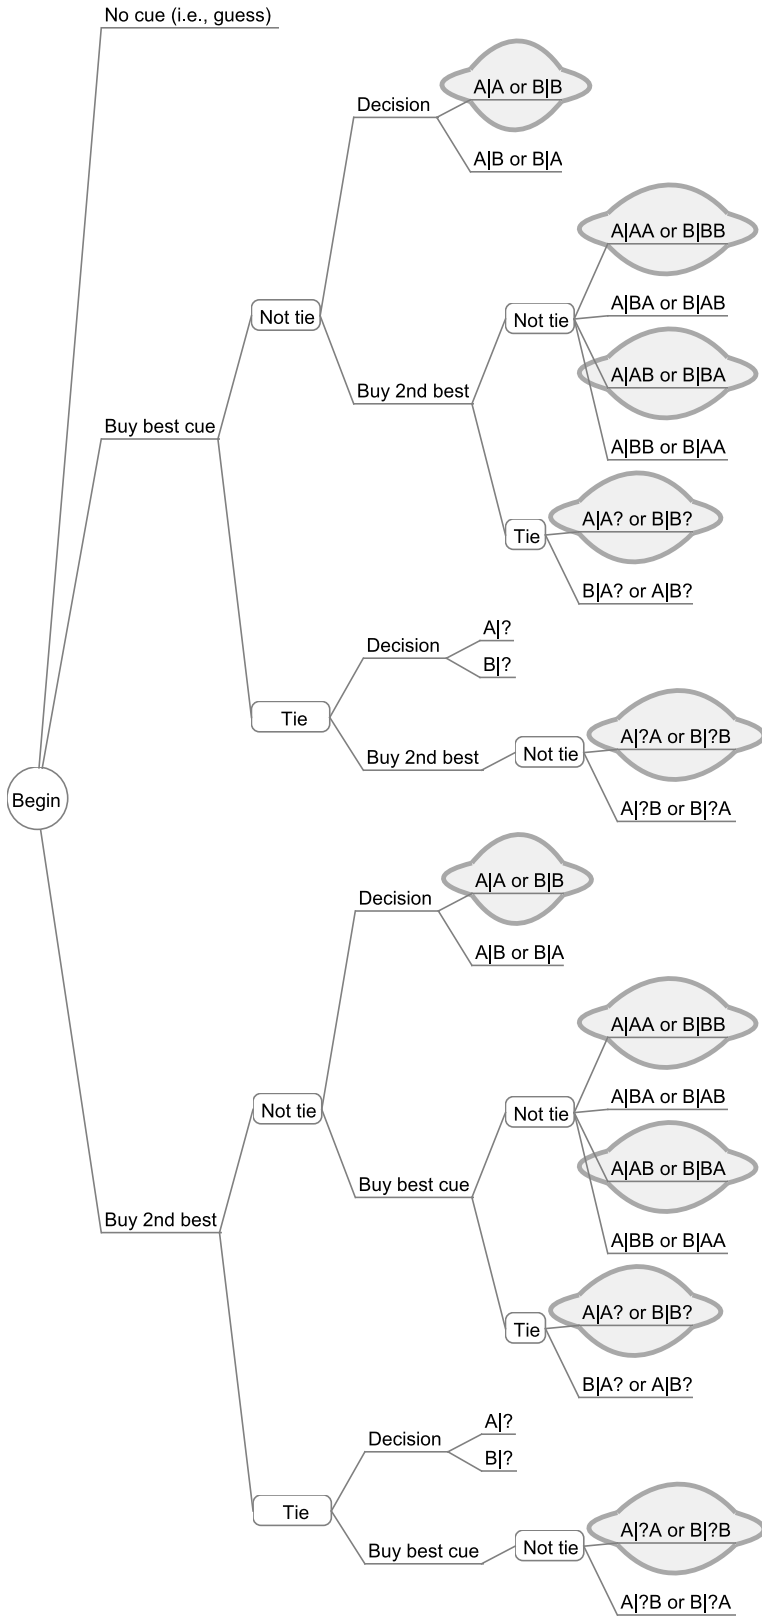 No cue (i.e., guess)
A|A or B|B
Decision
A|B or B|A
A|AA or B|BB
A|BA or B|AB
Not tie
Not tie
A|AB or B|BA
Buy 2nd best
Buy best cue
A|BB or B|AA
A|A? or B|B?
Tie
B|A? or A|B?
A|?
Decision
B|?
Tie
A|?A or B|?B
Buy 2nd best
Not tie
Begin
A|?B or B|?A
A|A or B|B
Decision
A|B or B|A
A|AA or B|BB
A|BA or B|AB
Not tie
Not tie
A|AB or B|BA
Buy best cue
Buy 2nd best
A|BB or B|AA
A|A? or B|B?
Tie
B|A? or A|B?
A|?
Decision
B|?
Tie
A|?A or B|?B
Buy best cue
Not tie
A|?B or B|?A